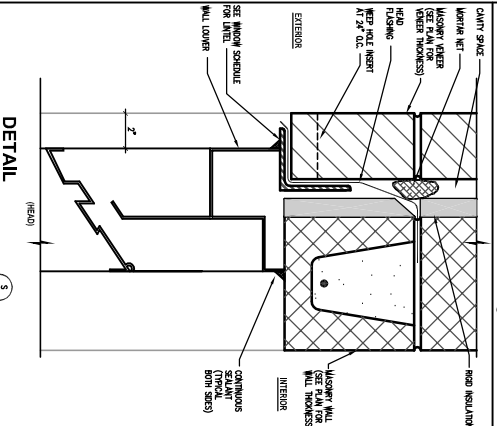 CAVITY SPACE
MORTAR NET
MASONRY VENEER
(SEE PLAN FOR
VENEER THICKNESS)
HEAD
FLASHING
WEEP HOLE INSERT
AT 24" O.C.
EXTERIOR
SEE WINDOW SCHEDULE
FOR LINTEL
WALL LOUVER
2"
RIGID INSULATION
MASONRY WALL
(SEE PLAN FOR
WALL THICKNESS
INTERIOR
CONTINUOUS
SEALANT
(TYPICAL
BOTH SIDES)
DETAIL
(HEAD)
S